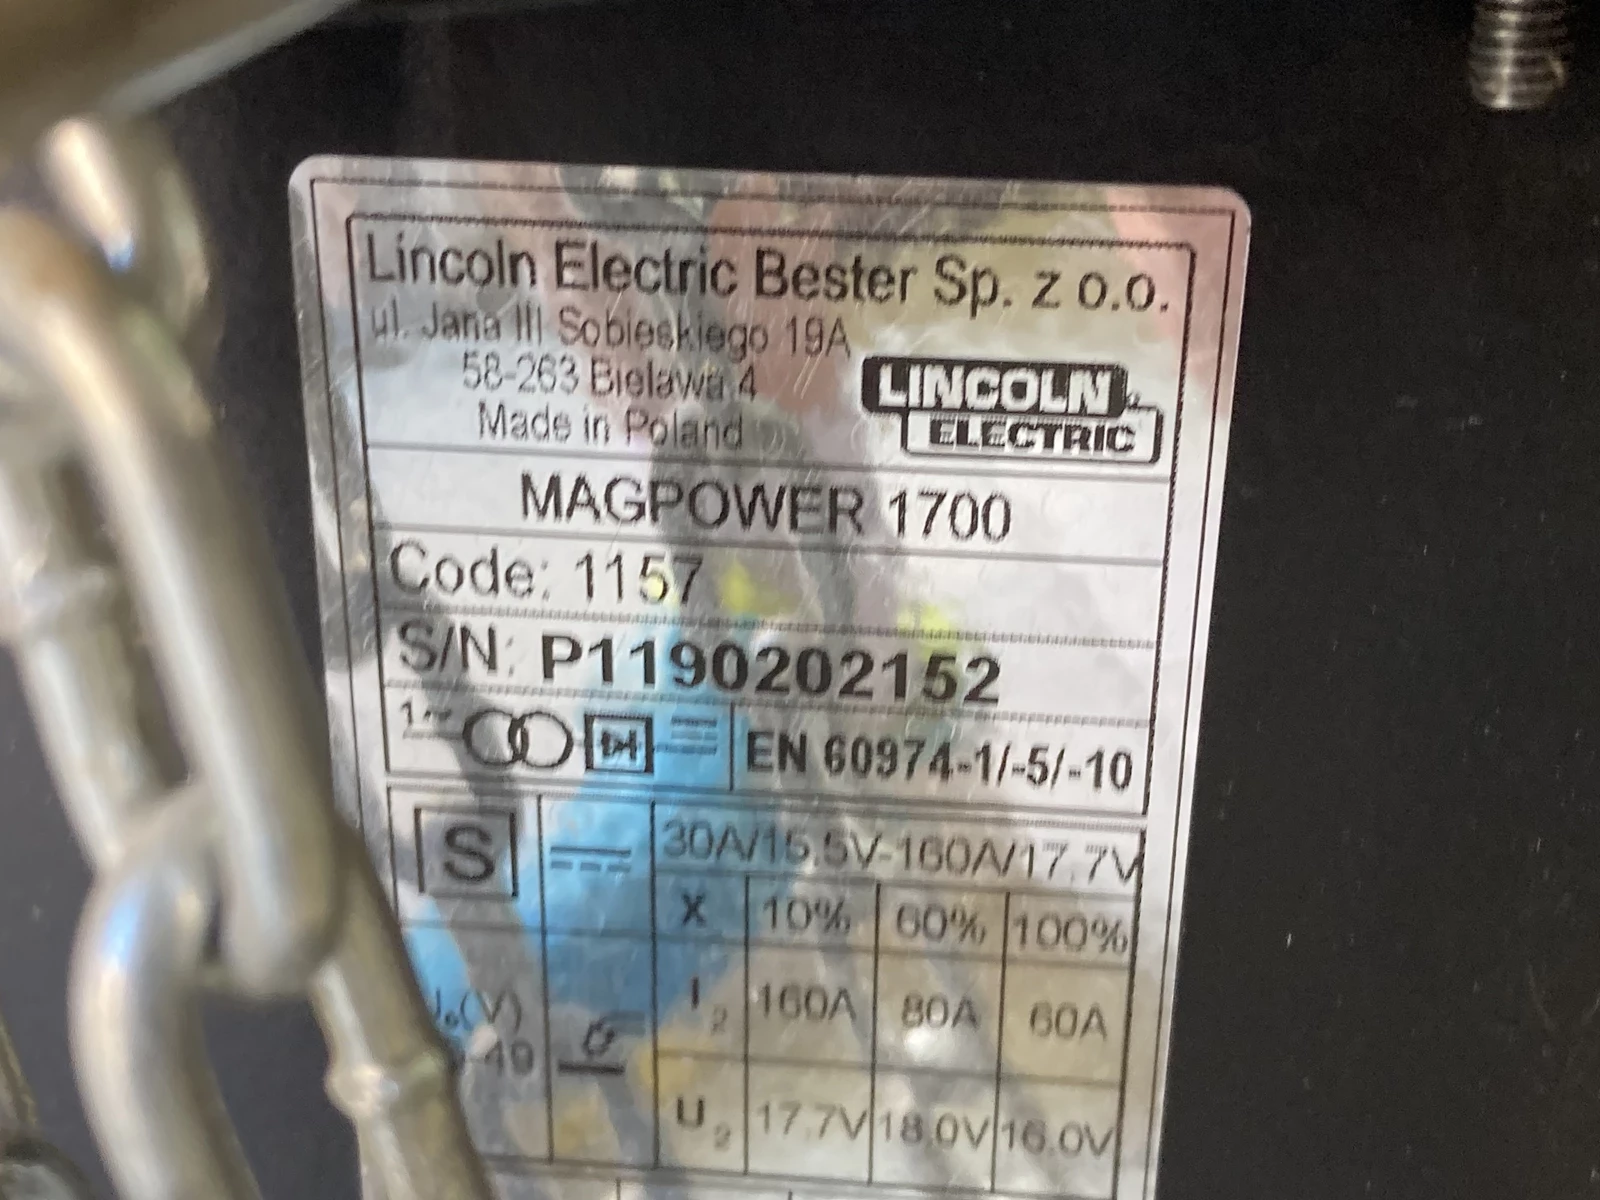 Lincoln Electric Bester Sp. z o.o.
ul. Jana III Sobieskiego 19A
58-263 Bielawa 4
Made in Poland
LINCOLN
ELECTRIC
MAGPOWER 1700
Code: 1157
S/N: P1190202152
1~
EN 60974-1/-5/-10
S
30A/15.5V-160A/17.7V
X 10% 60% 100%
I2 160A 80A 60A
(V)
-49
U2 17.7V 18.0V 16.0V